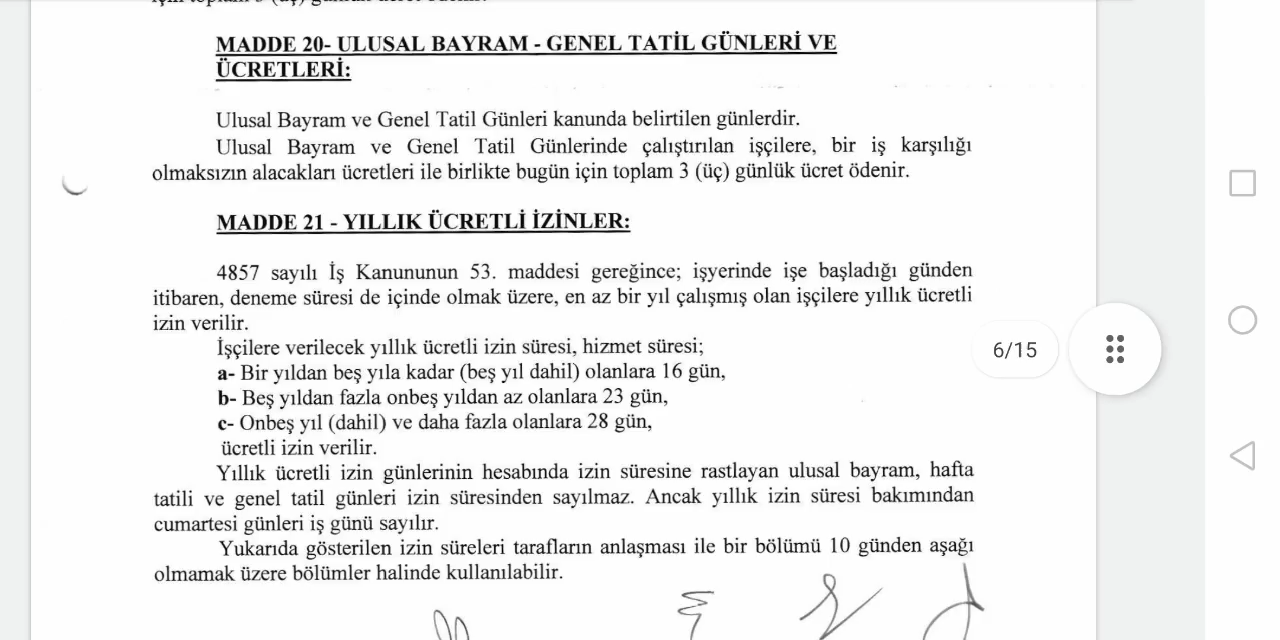 MADDE 20- ULUSAL BAYRAM - GENEL TATİL GÜNLERİ VE
ÜCRETLERİ:
Ulusal Bayram ve Genel Tatil Günleri kanunda belirtilen günlerdir.
Ulusal Bayram ve Genel Tatil Günlerinde çalıştırılan işçilere, bir iş karşılığı
olmaksızın alacakları ücretleri ile birlikte bugün için toplam 3 (üç) günlük ücret ödenir.
MADDE 21 - YILLIK ÜCRETLİ İZİNLER:
4857 sayılı İş Kanununun 53. maddesi gereğince; işyerinde işe başladığı günden
itibaren, deneme süresi de içinde olmak üzere, en az bir yıl çalışmış olan işçilere yıllık ücretli
izin verilir.
İşçilere verilecek yıllık ücretli izin süresi, hizmet süresi;
6/15
a- Bir yıldan beş yıla kadar (beş yıl dahil) olanlara 16 gün,
b- Beş yıldan fazla onbeş yıldan az olanlara 23 gün,
c- Onbeş yıl (dahil) ve daha fazla olanlara 28 gün,
ücretli izin verilir.
Yıllık ücretli izin günlerinin hesabında izin süresine rastlayan ulusal bayram, hafta
tatili ve genel tatil günleri izin süresinden sayılmaz. Ancak yıllık izin süresi bakımından
cumartesi günleri iş günü sayılır.
Yukarıda gösterilen izin süreleri tarafların anlaşması ile bir bölümü 10 günden aşağı
olmamak üzere bölümler halinde kullanılabilir.